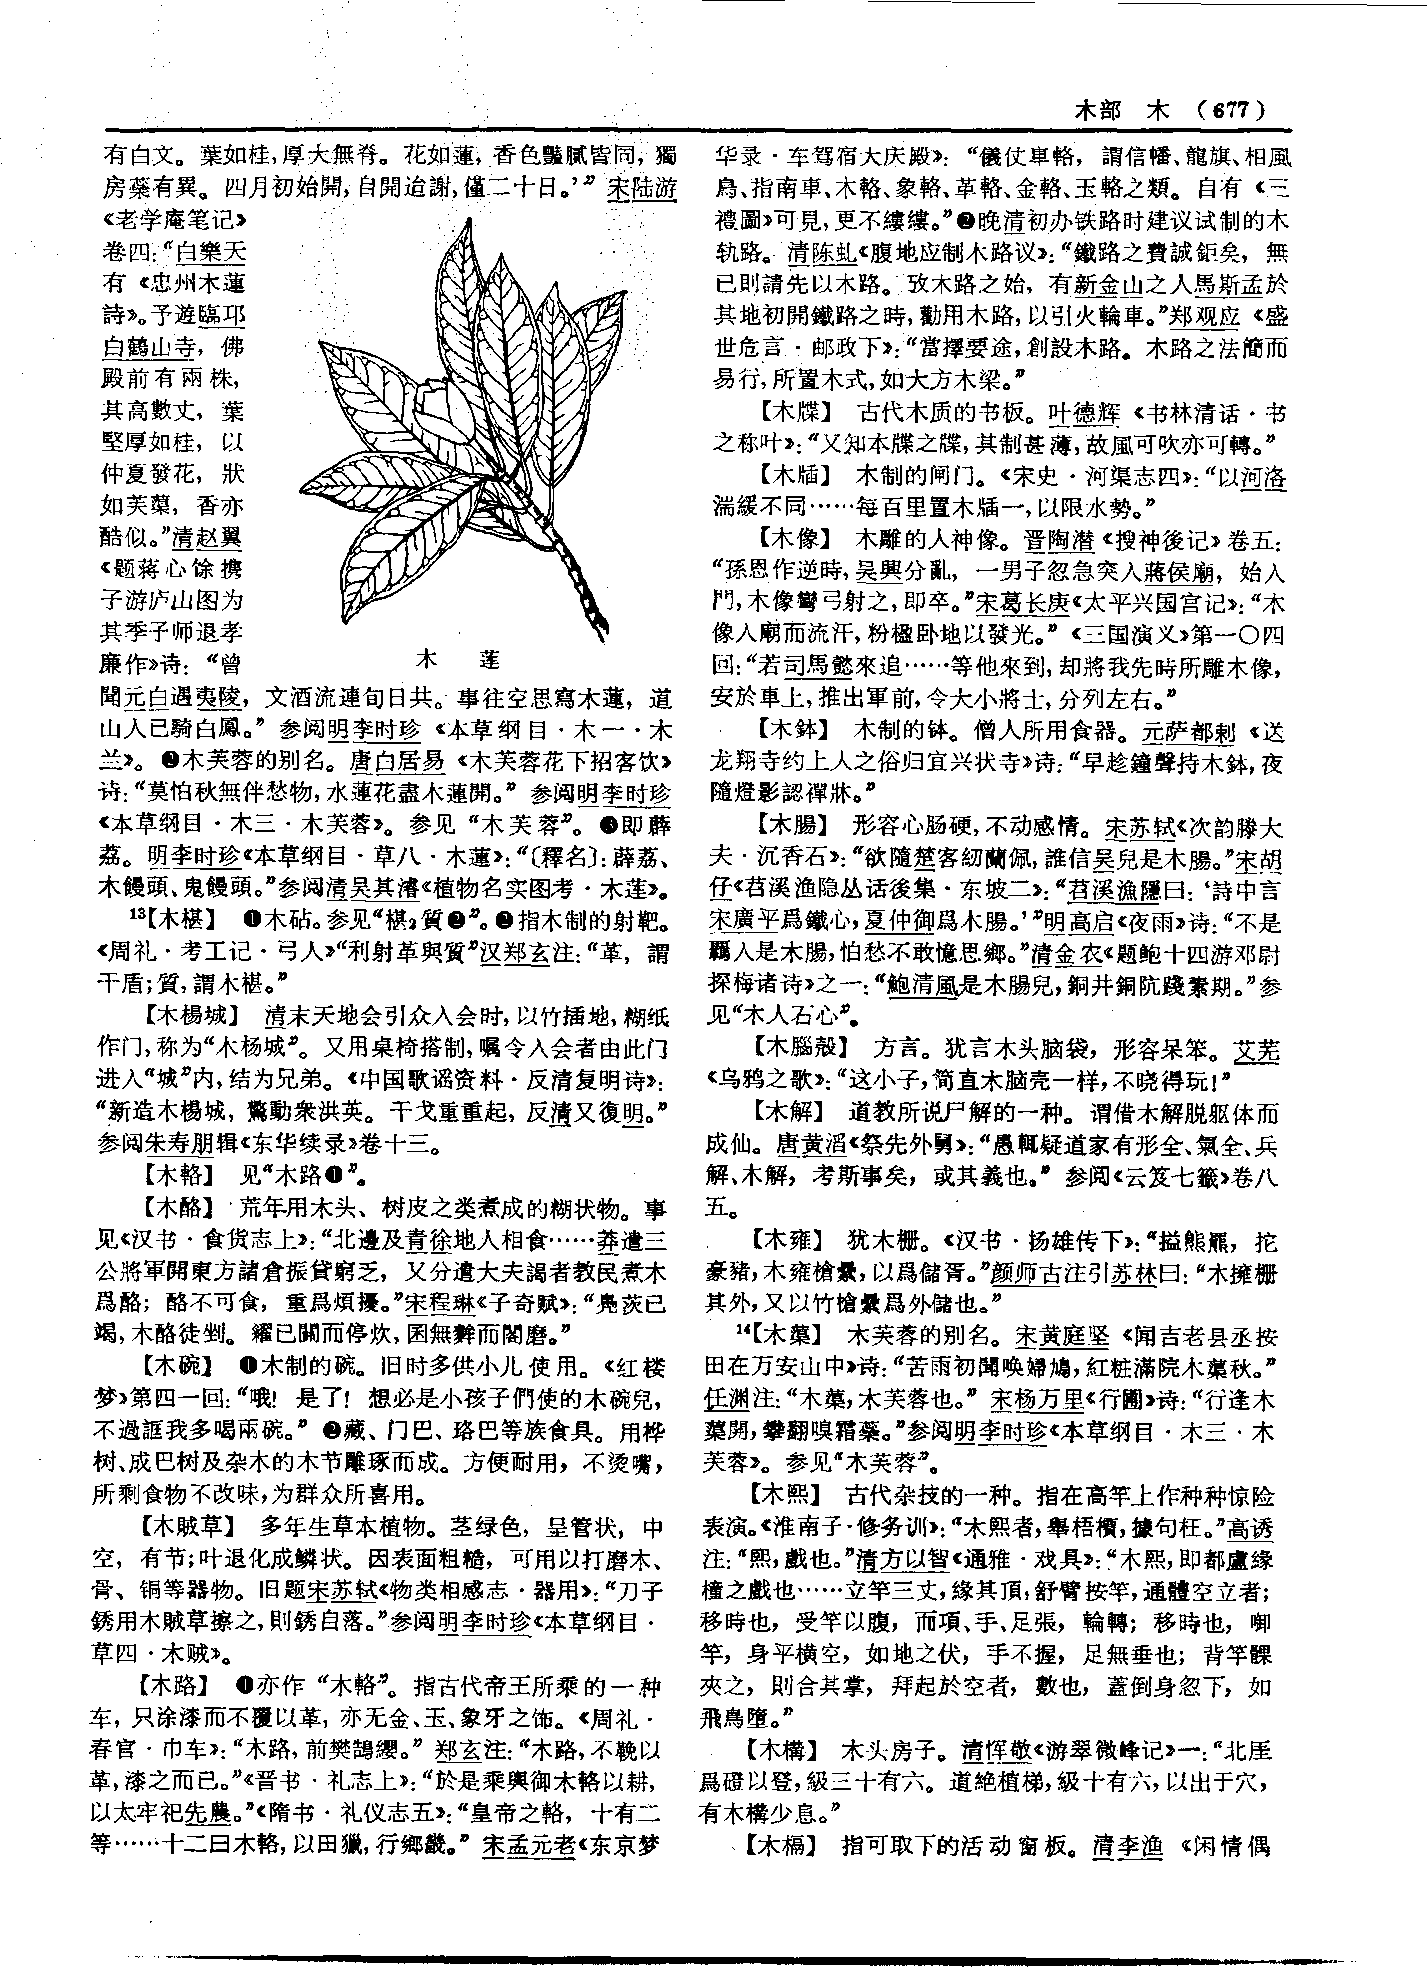 木部 木 (677)
有白文。葉如桂,厚大無脊。花如蓮,香色豔膩皆同,獨
房蘂有異。四月初始開,自開迨謝,僅二十日。’” 宋陆游
《老学庵笔记》
卷四:“白樂天
有《忠州木蓮
詩》。予遊臨邛
白鶴山寺,佛
殿前有兩株,
其高數丈,葉
堅厚如桂,以
仲夏發花,狀
如芙蕖,香亦
酷似。”清赵翼
《题蒋心馀携
子游庐山图为
其季子师退孝
廉作》诗:“曾
木 莲
聞元白遇夷陵,文酒流連旬日共。事往空思寫木蓮,道
山人已騎白鳳。” 参阅明李时珍《本草纲目·木一·木
兰》。❷木芙蓉的别名。唐白居易《木芙蓉花下招客饮》
诗:“莫怕秋無伴愁物,水蓮花盡木蓮開。” 参阅明李时珍
《本草纲目·木三·木芙蓉》。参见“木芙蓉”。❸即薜
荔。明李时珍《本草纲目·草八·木蓮》:“〔釋名〕:薜荔、
木饅頭、鬼饅頭。”参阅清吴其濬《植物名实图考·木莲》。
13【木椹】 ❶木砧。参见“椹2質❷”。❷指木制的射靶。
《周礼·考工记·弓人》“利射革與質”汉郑玄注:“革,謂
干盾;質,謂木椹。”
【木楊城】 清末天地会引众入会时,以竹插地,糊纸
作门,称为“木杨城”。又用桌椅搭制,嘱令入会者由此门
进入“城”内,结为兄弟。《中国歌谣资料·反清复明诗》:
“新造木楊城,驚動衆洪英。干戈重重起,反清又復明。”
参阅朱寿朋辑《东华续录》卷十三。
【木輅】 见“木路❶”。
【木酪】 荒年用木头、树皮之类煮成的糊状物。事
见《汉书·食货志上》:“北邊及青徐地人相食……莽遣三
公將軍開東方諸倉振貸窮乏,又分遣大夫謁者教民煮木
爲酪;酪不可食,重爲煩擾。”宋程琳《子奇赋》:“凫茨已
竭,木酪徒剉。糴已閧而停炊,囷無麰而閣磨。”
【木碗】 ❶木制的碗。旧时多供小儿使用。《红楼
梦》第四一回:“哦!是了!想必是小孩子們使的木碗兒,
不過誆我多喝兩碗。” ❷藏、门巴、珞巴等族食具。用桦
树、成巴树及杂木的木节雕琢而成。方便耐用,不烫嘴,
所剩食物不改味,为群众所喜用。
【木贼草】 多年生草本植物。茎绿色,呈管状,中
空,有节;叶退化成鳞状。因表面粗糙,可用以打磨木、
骨、铜等器物。旧题宋苏轼《物类相感志·器用》:“刀子
銹用木賊草擦之,則銹自落。”参阅明李时珍《本草纲目·
草四·木贼》。
【木路】 ❶亦作“木輅”。指古代帝王所乘的一种
车,只涂漆而不覆以革,亦无金、玉、象牙之饰。《周礼·
春官·巾车》:“木路,前樊鵠纓。” 郑玄注:“木路,不鞔以
革,漆之而已。”《晋书·礼志上》:“於是乘輿御木輅以耕,
以太牢祀先農。”《隋书·礼仪志五》:“皇帝之輅,十有二
等……十二曰木輅,以田獵,行鄉畿。” 宋孟元老《东京梦
华录·车驾宿大庆殿》:“儀仗車輅,謂信幡、龍旗、相風
鳥、指南車、木輅、象輅、革輅、金輅、玉輅之類。自有《三
禮圖》可見,更不縷縷。”❷晚清初办铁路时建议试制的木
轨路。清陈虬《腹地应制木路议》:“鐵路之費誠鉅矣,無
已則請先以木路。攷木路之始,有新金山之人馬斯孟於
其地初開鐵路之時,勸用木路,以引火輪車。”郑观应《盛
世危言·邮政下》:“當擇要途,創設木路。木路之法簡而
易行,所置木式,如大方木梁。”
【木牒】 古代木质的书板。叶德辉《书林清话·书
之称叶》:“又知木牒之牒,其制甚薄,故風可吹亦可轉。”
【木牐】 木制的闸门。《宋史·河渠志四》:“以河洛
湍緩不同……每百里置木牐一,以限水勢。”
【木像】 木雕的人神像。晋陶潜《搜神後记》卷五:
“孫恩作逆時,吴興分亂,一男子忽急突入蔣侯廟,始入
門,木像彎弓射之,即卒。”宋葛长庚《太平兴国宫记》:“木
像入廟而流汗,粉楹卧地以發光。”《三国演义》第一〇四
回:“若司馬懿來追……等他來到,却將我先時所雕木像,
安於車上,推出軍前,令大小將士,分列左右。”
【木鉢】 木制的钵。僧人所用食器。元萨都剌《送
龙翔寺约上人之俗归宜兴状寺》诗:“早趁鐘聲持木鉢,夜
隨燈影認禪牀。”
【木腸】 形容心肠硬,不动感情。宋苏轼《次韵滕大
夫·沉香石》:“欲隨楚客紉蘭佩,誰信吴兒是木腸。”宋胡
仔《苕溪渔隐丛话後集·东坡二》:“苕溪漁隱曰:‘詩中言
宋廣平爲鐵心,夏仲御爲木腸。’”明高启《夜雨》诗:“不是
羈人是木腸,怕愁不敢憶思鄉。”清金农《题鲍十四游邓尉
探梅诸诗》之一:“鮑清風是木腸兒,銅井銅阬踐素期。”参
见“木人石心”。
【木腦殼】 方言。犹言木头脑袋,形容呆笨。艾芜
《乌鸦之歌》:“这小子,简直木脑壳一样,不晓得玩!”
【木解】 道教所说尸解的一种。谓借木解脱躯体而
成仙。唐黄滔《祭先外舅》:“愚輒疑道家有形全、氣全、兵
解、木解,考斯事矣,或其義也。” 参阅《云笈七籤》卷八
五。
【木雍】 犹木栅。《汉书·扬雄传下》:“搤熊羆,拕
豪豬,木雍槍纍,以爲儲胥。”颜师古注引苏林曰:“木擁栅
其外,又以竹槍纍爲外儲也。”
14【木蕖】 木芙蓉的别名。宋黄庭坚《闻吉老县丞按
田在万安山中》诗:“苦雨初聞唤婦鳩,紅粧滿院木蕖秋。”
任渊注:“木蕖,木芙蓉也。” 宋杨万里《行圃》诗:“行逢木
蕖開,攀翻嗅霜蘂。”参阅明李时珍《本草纲目·木三·木
芙蓉》。参见“木芙蓉”。
【木熙】 古代杂技的一种。指在高竿上作种种惊险
表演。《淮南子·修务训》:“木熙者,舉梧檟,據句枉。”高诱
注:“熙,戲也。”清方以智《通雅·戏具》:“木熙,即都盧缘
橦之戲也……立竿三丈,緣其頂,舒臂按竿,通體空立者;
移時也,受竿以腹,而項、手、足張,輪轉;移時也,啣
竿,身平横空,如地之伏,手不握,足無垂也;背竿髁
夾之,則合其掌,拜起於空者,數也,蓋倒身忽下,如
飛鳥墮。”
【木構】 木头房子。清恽敬《游翠微峰记》一:“北厓
爲磴以登,級三十有六。道絶植梯,級十有六,以出于穴,
有木構少息。”
【木槅】 指可取下的活动窗板。清李渔《闲情偶